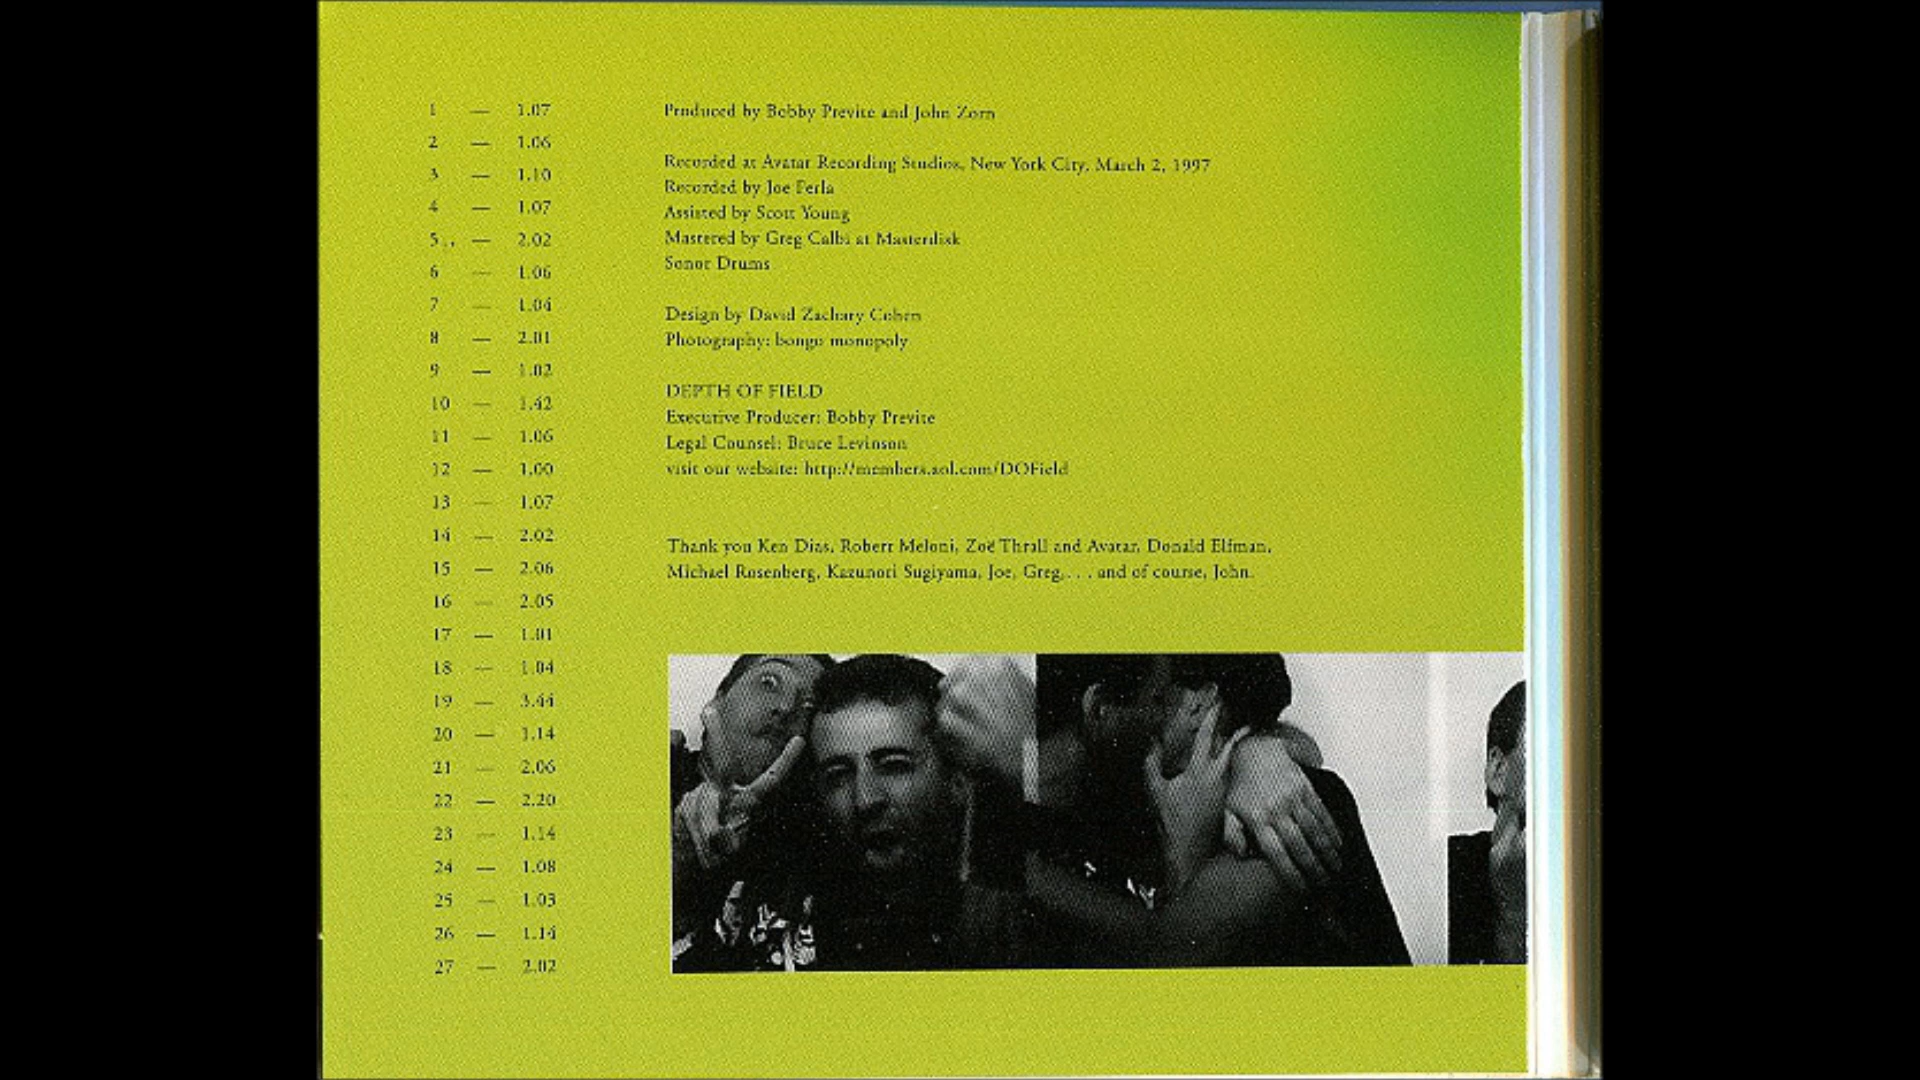 1 — 1.07
2 — 1.06
3 — 1.10
4 — 1.07
5 — 2.02
6 — 1.06
7 — 1.04
8 — 2.01
9 — 1.02
10 — 1.42
11 — 1.06
12 — 1.00
13 — 1.07
14 — 2.02
15 — 2.06
16 — 2.05
17 — 1.01
18 — 1.04
19 — 3.44
20 — 1.14
21 — 2.06
22 — 2.20
23 — 1.14
24 — 1.08
25 — 1.03
26 — 1.14
27 — 2.02
Produced by Bobby Previte and John Zorn
Recorded at Avatar Recording Studios, New York City, March 2, 1997
Recorded by Joe Ferla
Assisted by Scott Young
Mastered by Greg Calbi at Masterdisk
Sonor Drums
Design by David Zachary Cohen
Photography: bongo monopoly
DEPTH OF FIELD
Executive Producer: Bobby Previte
Legal Counsel: Bruce Levinson
visit our website: http://members.aol.com/DOField
Thank you Ken Dias, Robert Meloni, Zoë Thrall and Avatar, Donald Elfman,
Michael Rosenberg, Kazunori Sugiyama, Joe, Greg,. . . and of course, John.